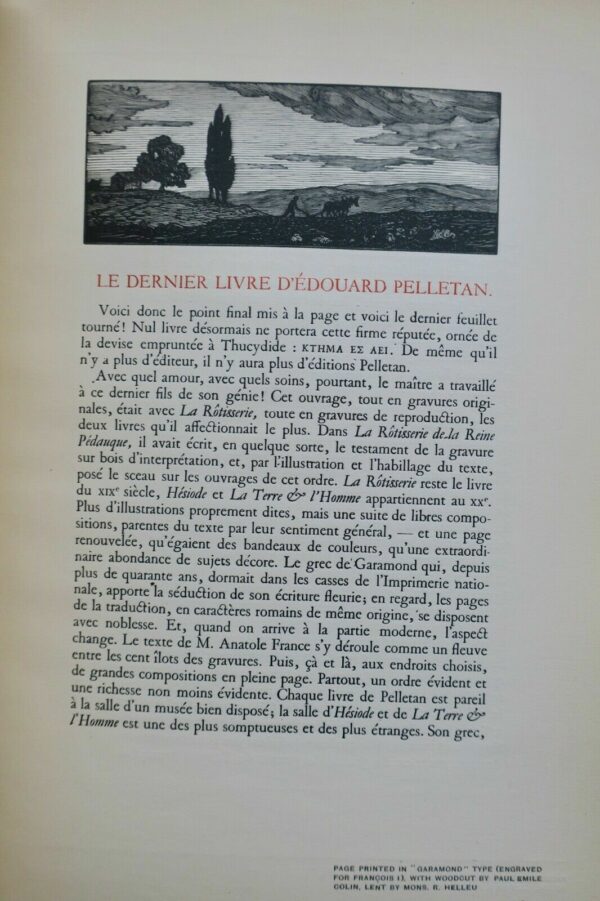 LE DERNIER LIVRE D'ÉDOUARD PELLETAN.
Voici donc le point final mis à la page et voici le dernier feuillet
tourné! Nul livre désormais ne portera cette firme réputée, ornée de
la devise empruntée à Thucydide : ΚΤΗΜΑ ΕΣ ΑΕΙ. De même qu'il
n'y a plus d'éditeur, il n'y aura plus d'éditions Pelletan.
Avec quel amour, avec quels soins, pourtant, le maître a travaillé
à ce dernier fils de son génie! Cet ouvrage, tout en gravures origi-
nales, était avec La Rôtisserie, toute en gravures de reproduction, les
deux livres qu'il affectionnait le plus. Dans La Rôtisserie de la Reine
Pédauque, il avait écrit, en quelque sorte, le testament de la gravure
sur bois d'interprétation, et, par l'illustration et l'habillage du texte,
posé le sceau sur les ouvrages de cet ordre. La Rôtisserie reste le livre
du XIXe siècle, Hésiode et La Terre & l'Homme appartiennent au XXe.
Plus d'illustrations proprement dites, mais une suite de libres compo-
sitions, parentes du texte par leur sentiment général, — et une page
renouvelée, qu'égaient des bandeaux de couleurs, qu'une extraordi-
naire abondance de sujets décore. Le grec de Garamond qui, depuis
plus de quarante ans, dormait dans les casses de l'Imprimerie natio-
nale, apporte la séduction de son écriture fleurie; en regard, les pages
de la traduction, en caractères romains de même origine, se disposent
avec noblesse. Et, quand on arrive à la partie moderne, l'aspect
change. Le texte de M. Anatole France s'y déroule comme un fleuve
entre les cent îlots des gravures. Puis, çà et là, aux endroits choisis,
de grandes compositions en pleine page. Partout, un ordre évident et
une richesse non moins évidente. Chaque livre de Pelletan est pareil
à la salle d'un musée bien disposé; la salle d'Hésiode et de La Terre &
l'Homme est une des plus somptueuses et des plus étranges. Son grec,
PAGE PRINTED IN "GARAMOND" TYPE (ENGRAVED
FOR FRANÇOIS I), WITH WOODCUT BY PAUL EMILE
COLIN, LENT BY MONS. R. HELLEU